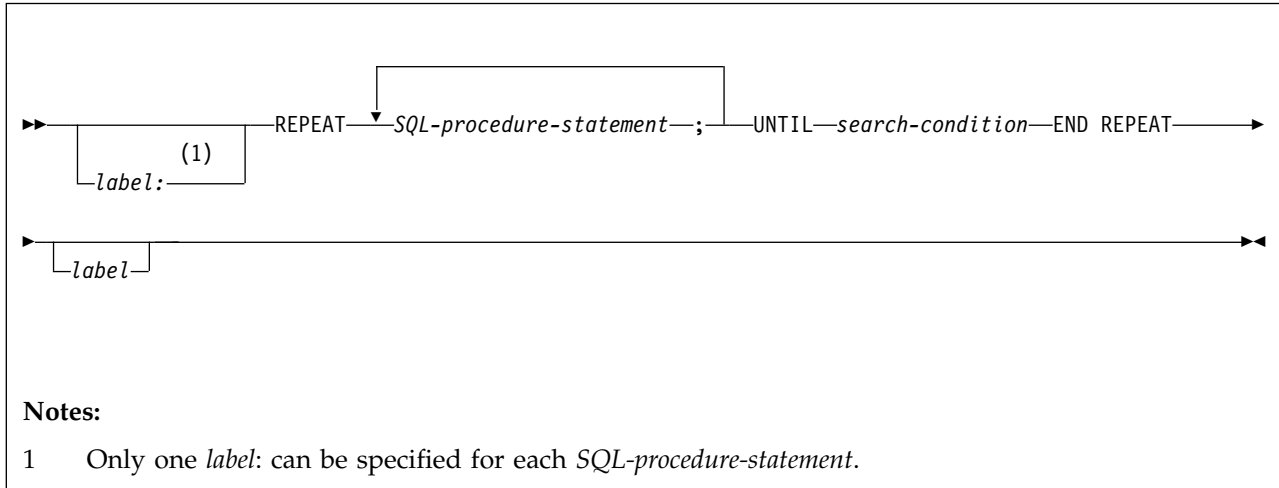 REPEAT SQL-procedure-statement ; UNTIL search-condition END REPEAT
(1)
label:
label
Notes:
1 Only one label: can be specified for each SQL-procedure-statement.